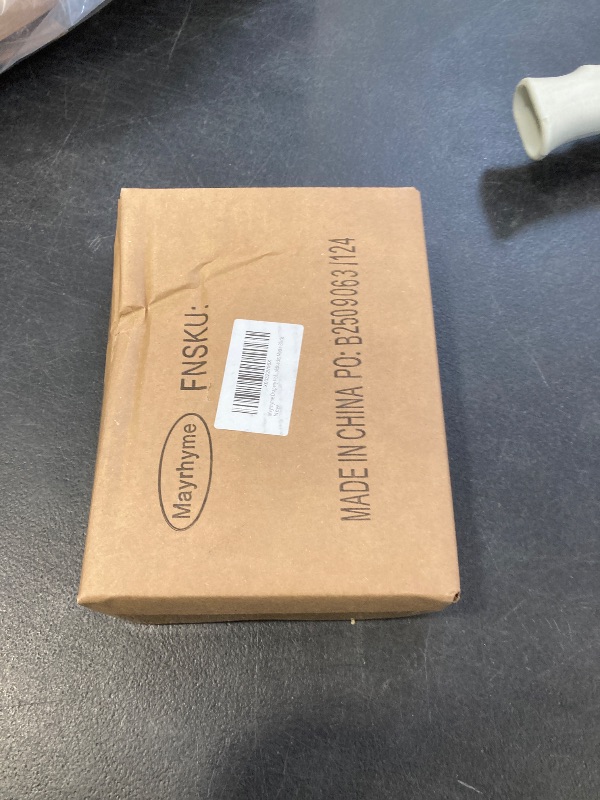 Mayrhyme
FNSKU:
MADE IN CHINA PO: B2509063 I124